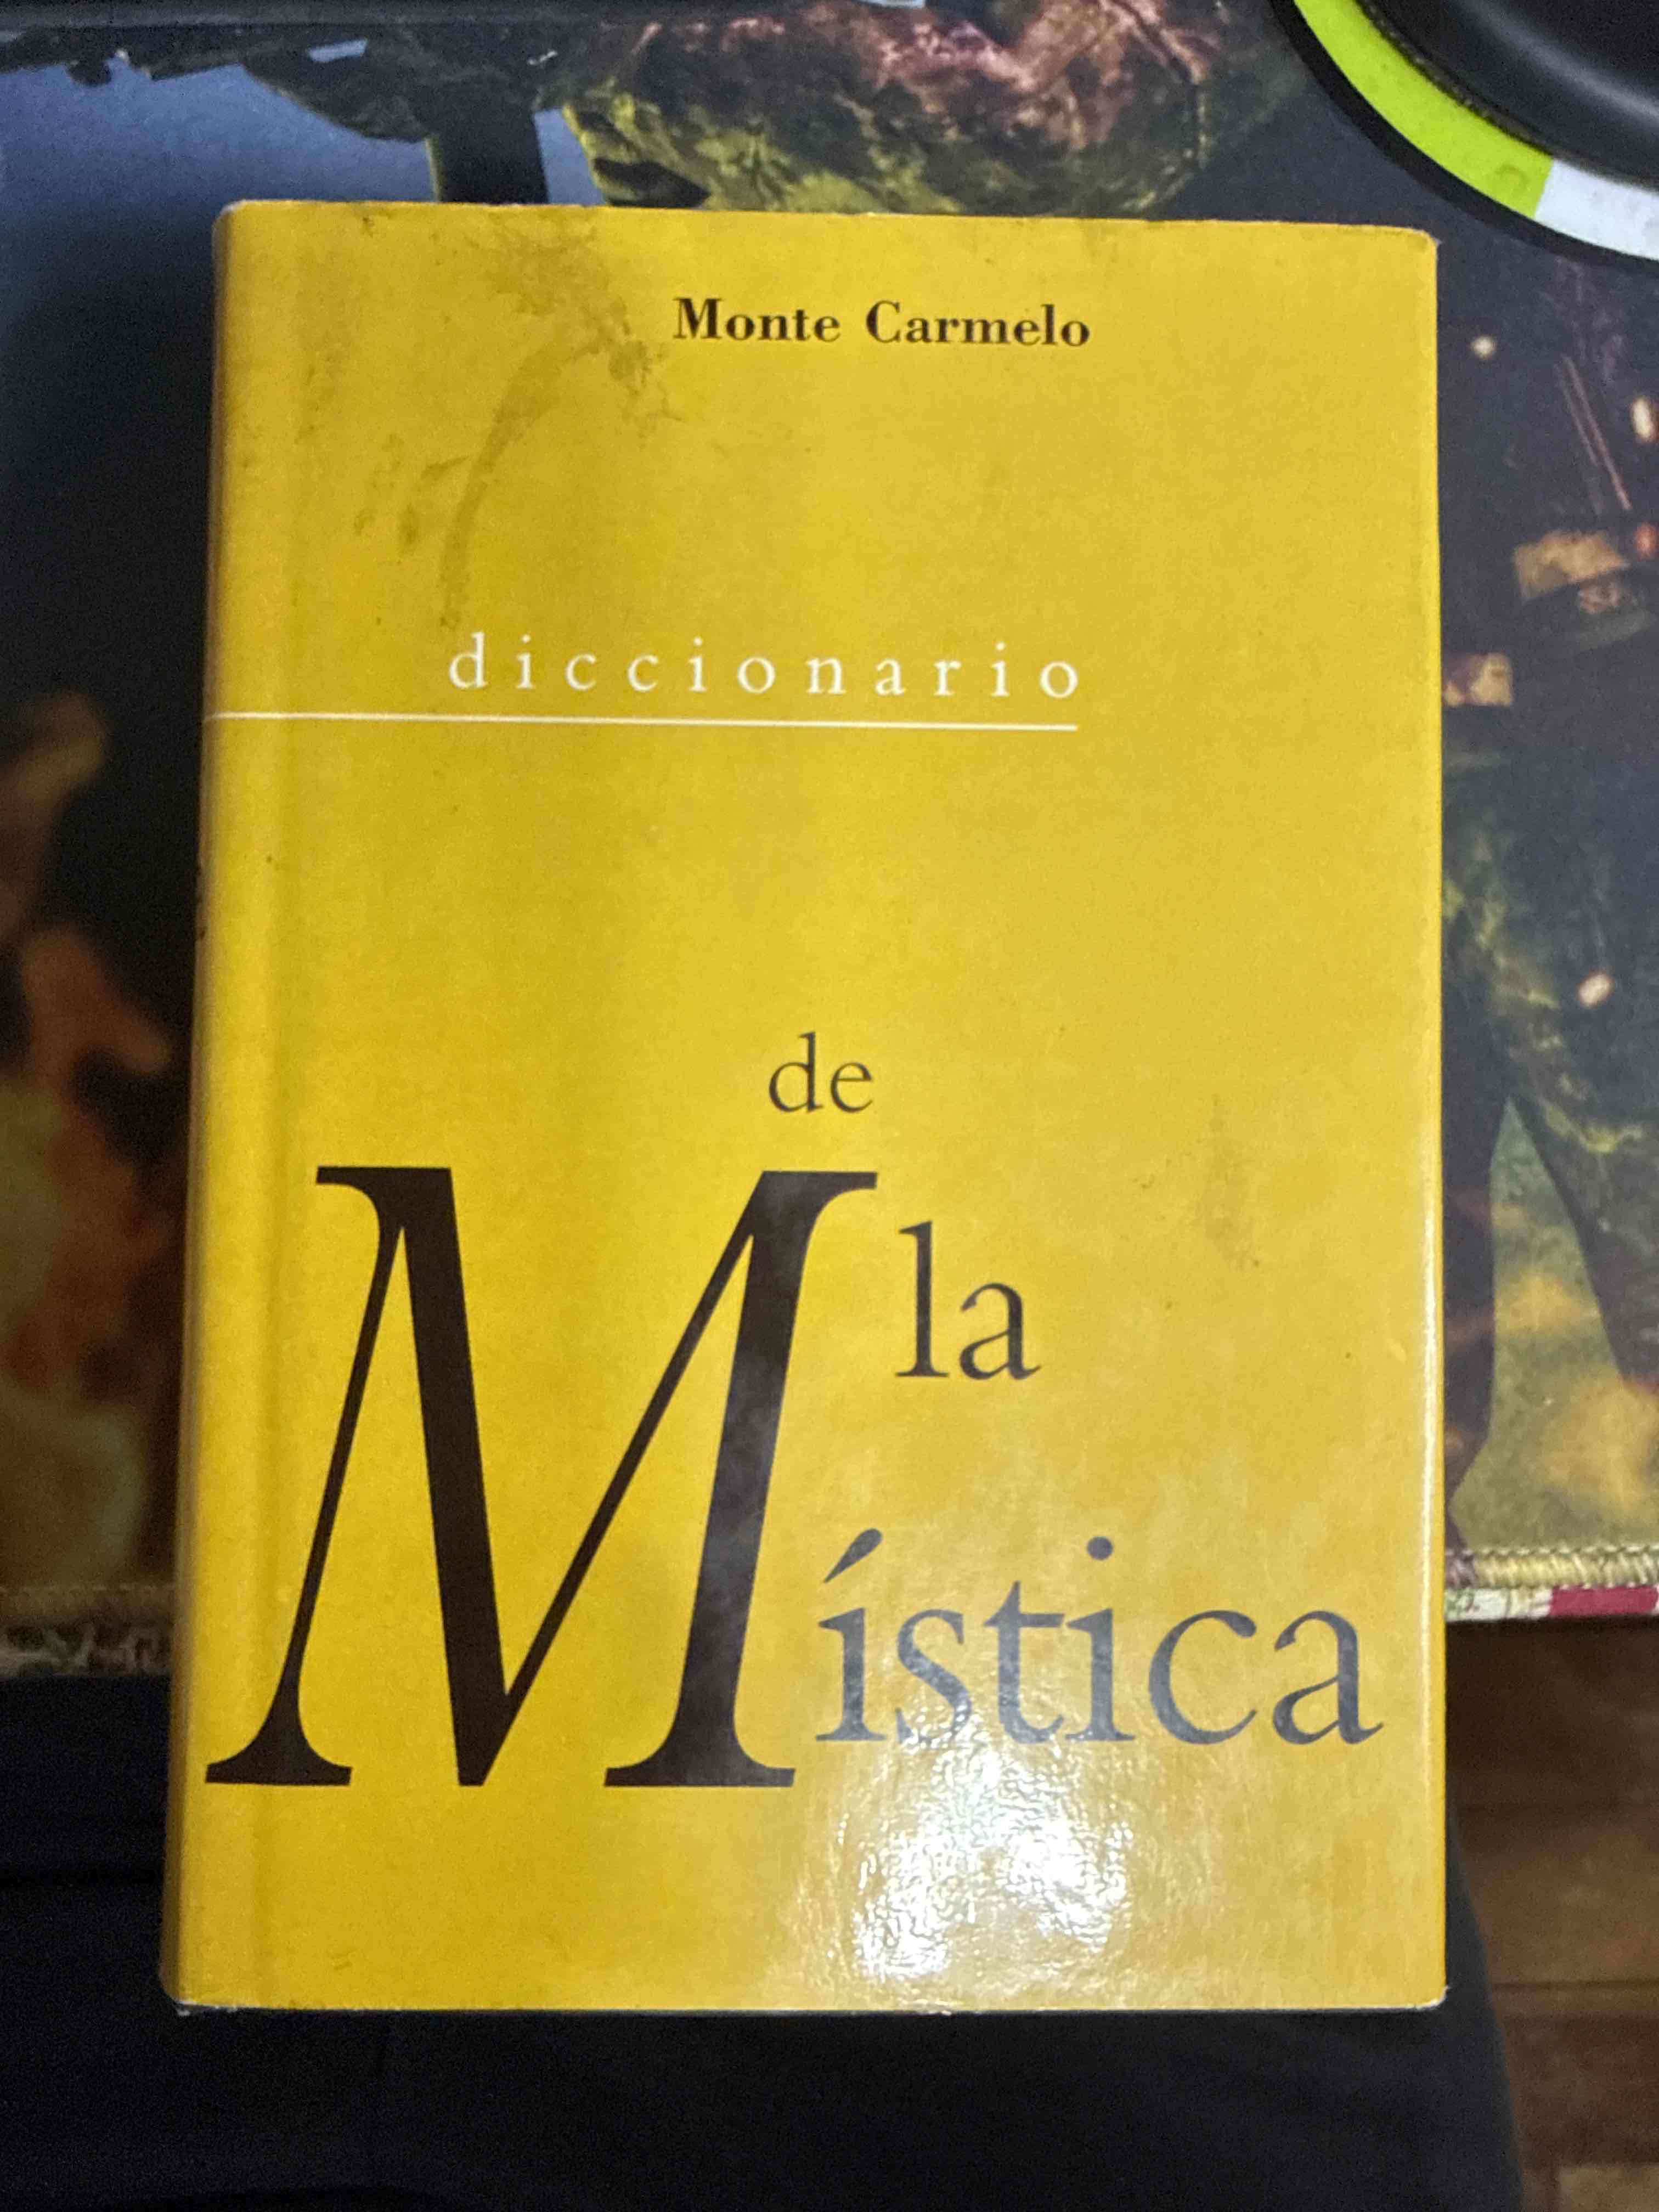 Monte Carmelo
diccionario
de
la
Mística